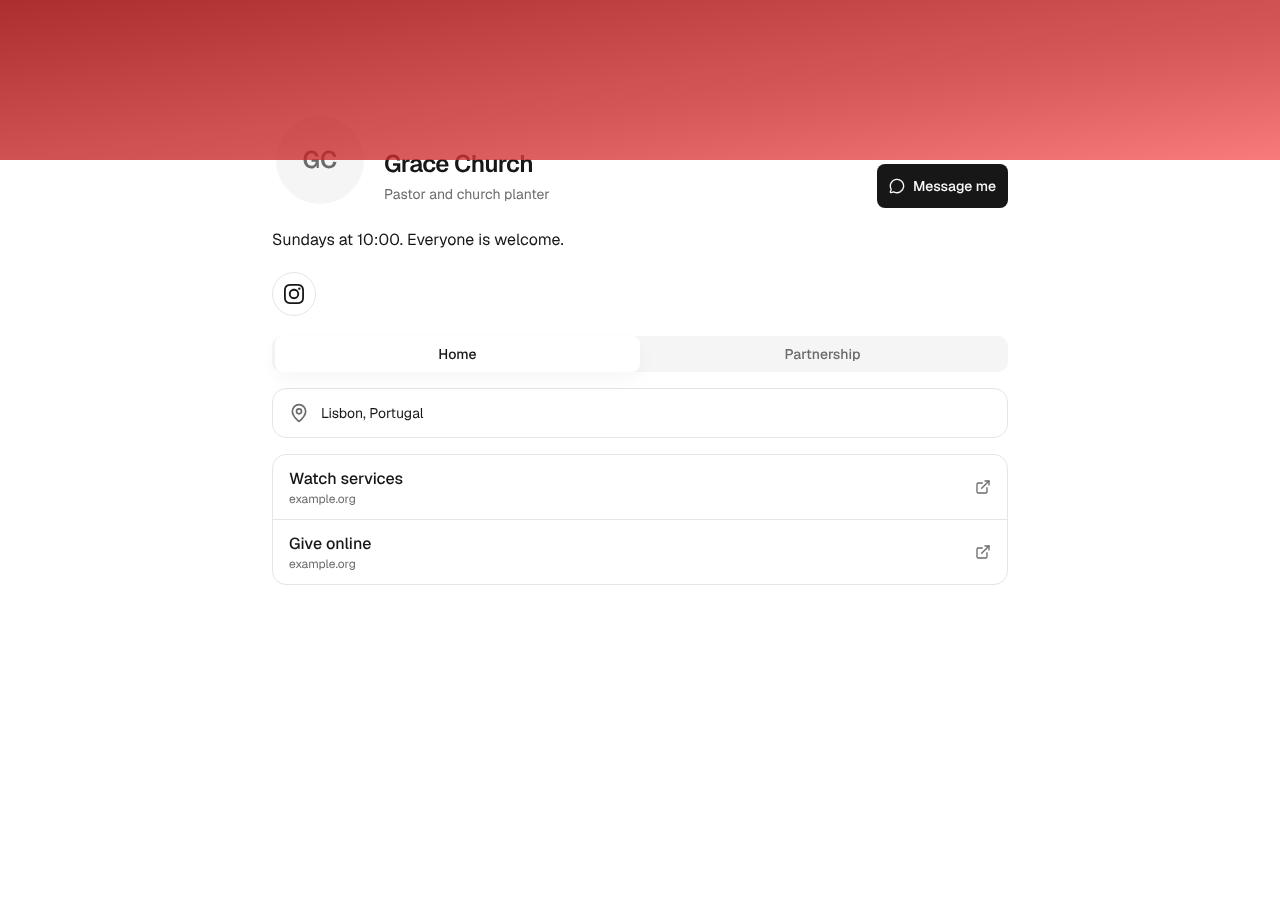 GC
Grace Church
Pastor and church planter
Message me
Sundays at 10:00. Everyone is welcome.
Home
Partnership
Lisbon, Portugal
Watch services
example.org
Give online
example.org